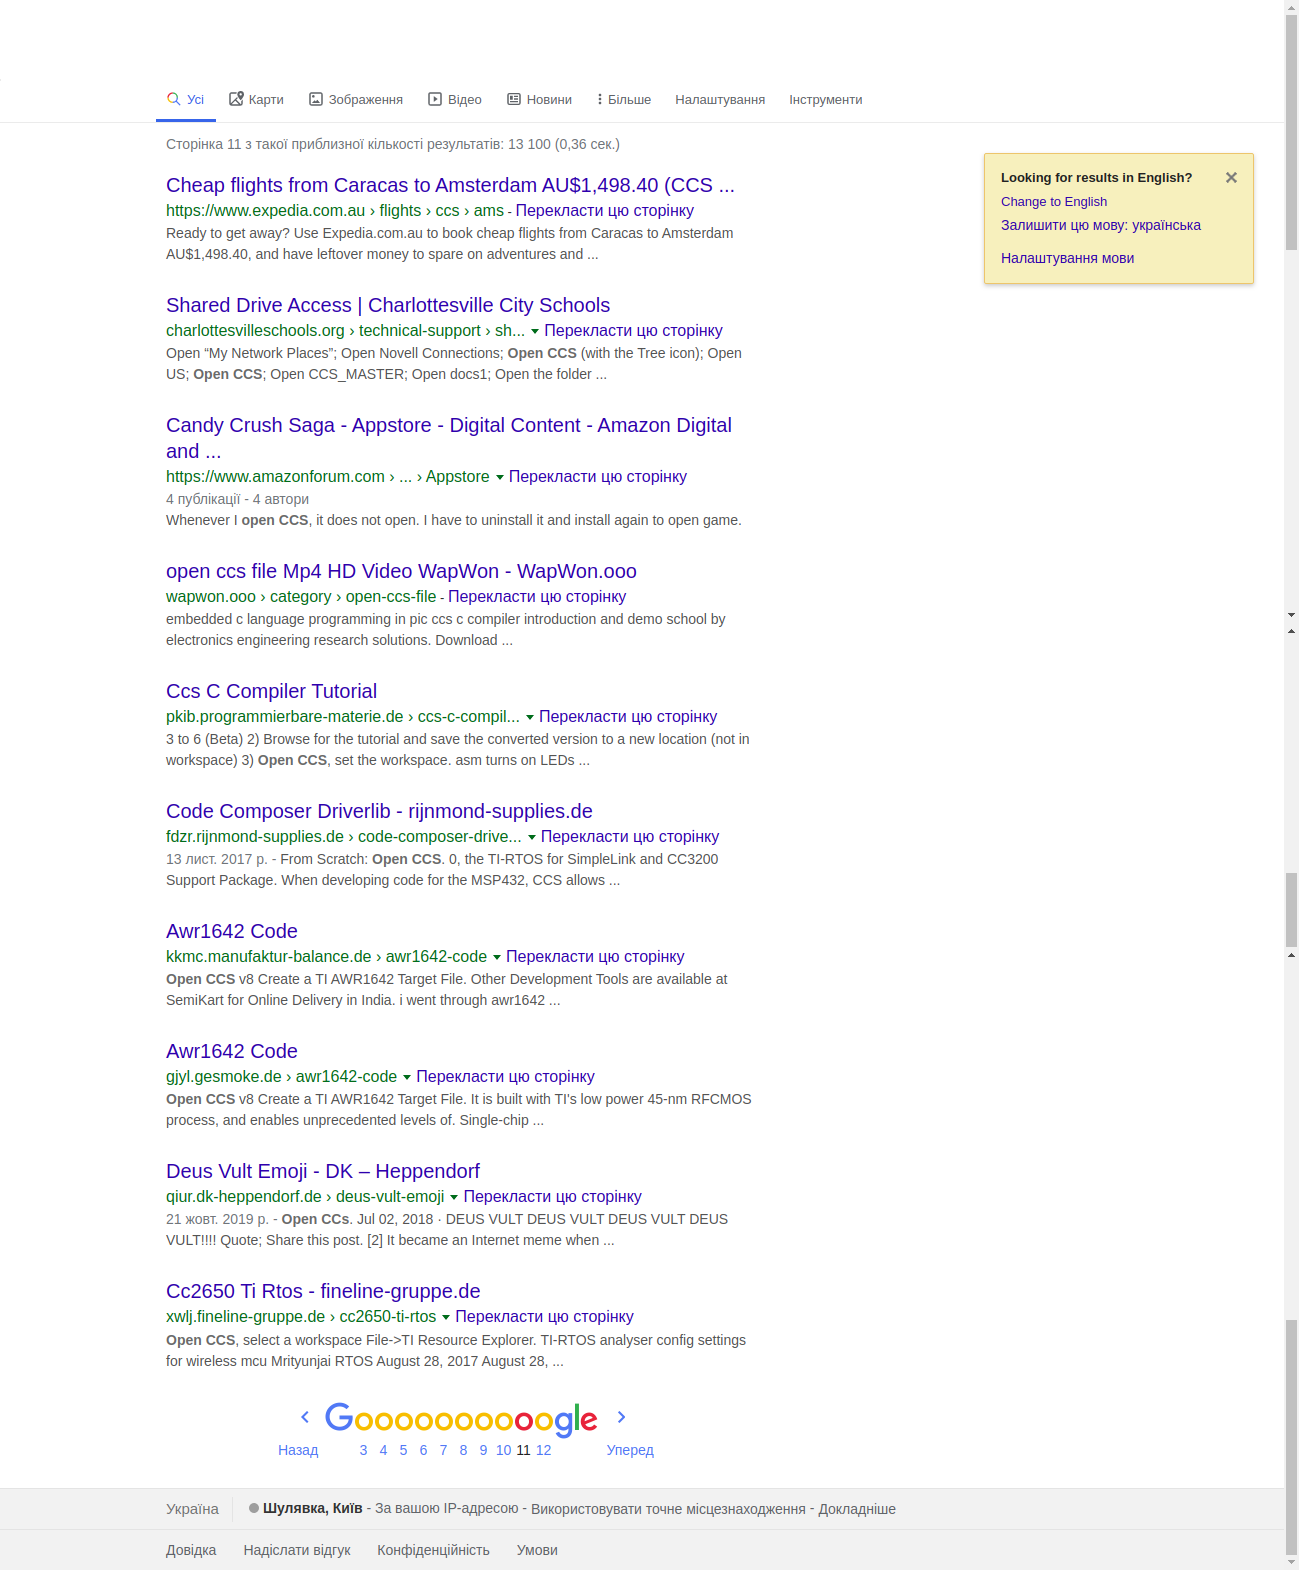 Усі Карти Зображення Відео Новини Більше Налаштування Інструменти
Сторінка 11 з такої приблизної кількості результатів: 13 100 (0,36 сек.)
Looking for results in English? ✕
Change to English
Залишити цю мову: українська
Налаштування мови
Cheap flights from Caracas to Amsterdam AU$1,498.40 (CCS ...
https://www.expedia.com.au › flights › ccs › ams - Перекласти цю сторінку
Ready to get away? Use Expedia.com.au to book cheap flights from Caracas to Amsterdam
AU$1,498.40, and have leftover money to spare on adventures and ...
Shared Drive Access | Charlottesville City Schools
charlottesvilleschools.org › technical-support › sh... Перекласти цю сторінку
Open “My Network Places”; Open Novell Connections; Open CCS (with the Tree icon); Open
US; Open CCS; Open CCS_MASTER; Open docs1; Open the folder ...
Candy Crush Saga - Appstore - Digital Content - Amazon Digital
and ...
https://www.amazonforum.com › ... › Appstore Перекласти цю сторінку
4 публікації - 4 автори
Whenever I open CCS, it does not open. I have to uninstall it and install again to open game.
open ccs file Mp4 HD Video WapWon - WapWon.ooo
wapwon.ooo › category › open-ccs-file - Перекласти цю сторінку
embedded c language programming in pic ccs c compiler introduction and demo school by
electronics engineering research solutions. Download ...
Ccs C Compiler Tutorial
pkib.programmierbare-materie.de › ccs-c-compil... Перекласти цю сторінку
3 to 6 (Beta) 2) Browse for the tutorial and save the converted version to a new location (not in
workspace) 3) Open CCS, set the workspace. asm turns on LEDs ...
Code Composer Driverlib - rijnmond-supplies.de
fdzr.rijnmond-supplies.de › code-composer-drive... Перекласти цю сторінку
13 лист. 2017 р. - From Scratch: Open CCS. 0, the TI-RTOS for SimpleLink and CC3200
Support Package. When developing code for the MSP432, CCS allows ...
Awr1642 Code
kkmc.manufaktur-balance.de › awr1642-code Перекласти цю сторінку
Open CCS v8 Create a TI AWR1642 Target File. Other Development Tools are available at
SemiKart for Online Delivery in India. i went through awr1642 ...
Awr1642 Code
gjyl.gesmoke.de › awr1642-code Перекласти цю сторінку
Open CCS v8 Create a TI AWR1642 Target File. It is built with TI's low power 45-nm RFCMOS
process, and enables unprecedented levels of. Single-chip ...
Deus Vult Emoji - DK – Heppendorf
qiur.dk-heppendorf.de › deus-vult-emoji Перекласти цю сторінку
21 жовт. 2019 р. - Open CCs. Jul 02, 2018 · DEUS VULT DEUS VULT DEUS VULT DEUS
VULT!!!! Quote; Share this post. [2] It became an Internet meme when ...
Cc2650 Ti Rtos - fineline-gruppe.de
xwlj.fineline-gruppe.de › cc2650-ti-rtos Перекласти цю сторінку
Open CCS, select a workspace File->TI Resource Explorer. TI-RTOS analyser config settings
for wireless mcu Mrityunjai RTOS August 28, 2017 August 28, ...
Goooooooooogle
Назад 3 4 5 6 7 8 9 10 11 12 Уперед
Україна Шулявка, Київ - За вашою IP-адресою - Використовувати точне місцезнаходження - Докладніше
Довідка Надіслати відгук Конфіденційність Умови